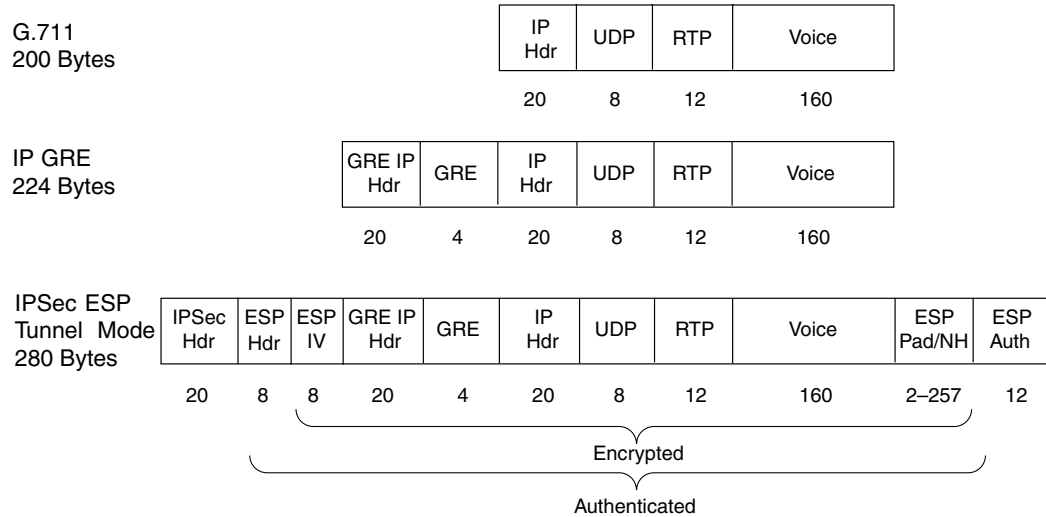 G.711
200 Bytes
IP
Hdr
UDP
RTP
Voice
20
8
12
160
IP GRE
224 Bytes
GRE IP
Hdr
GRE
IP
Hdr
UDP
RTP
Voice
20
4
20
8
12
160
IPSec ESP
Tunnel Mode
280 Bytes
IPSec
Hdr
ESP
Hdr
ESP
IV
GRE IP
Hdr
GRE
IP
Hdr
UDP
RTP
Voice
ESP
Pad/NH
ESP
Auth
20
8
8
20
4
20
8
12
160
2–257
12
Encrypted
Authenticated